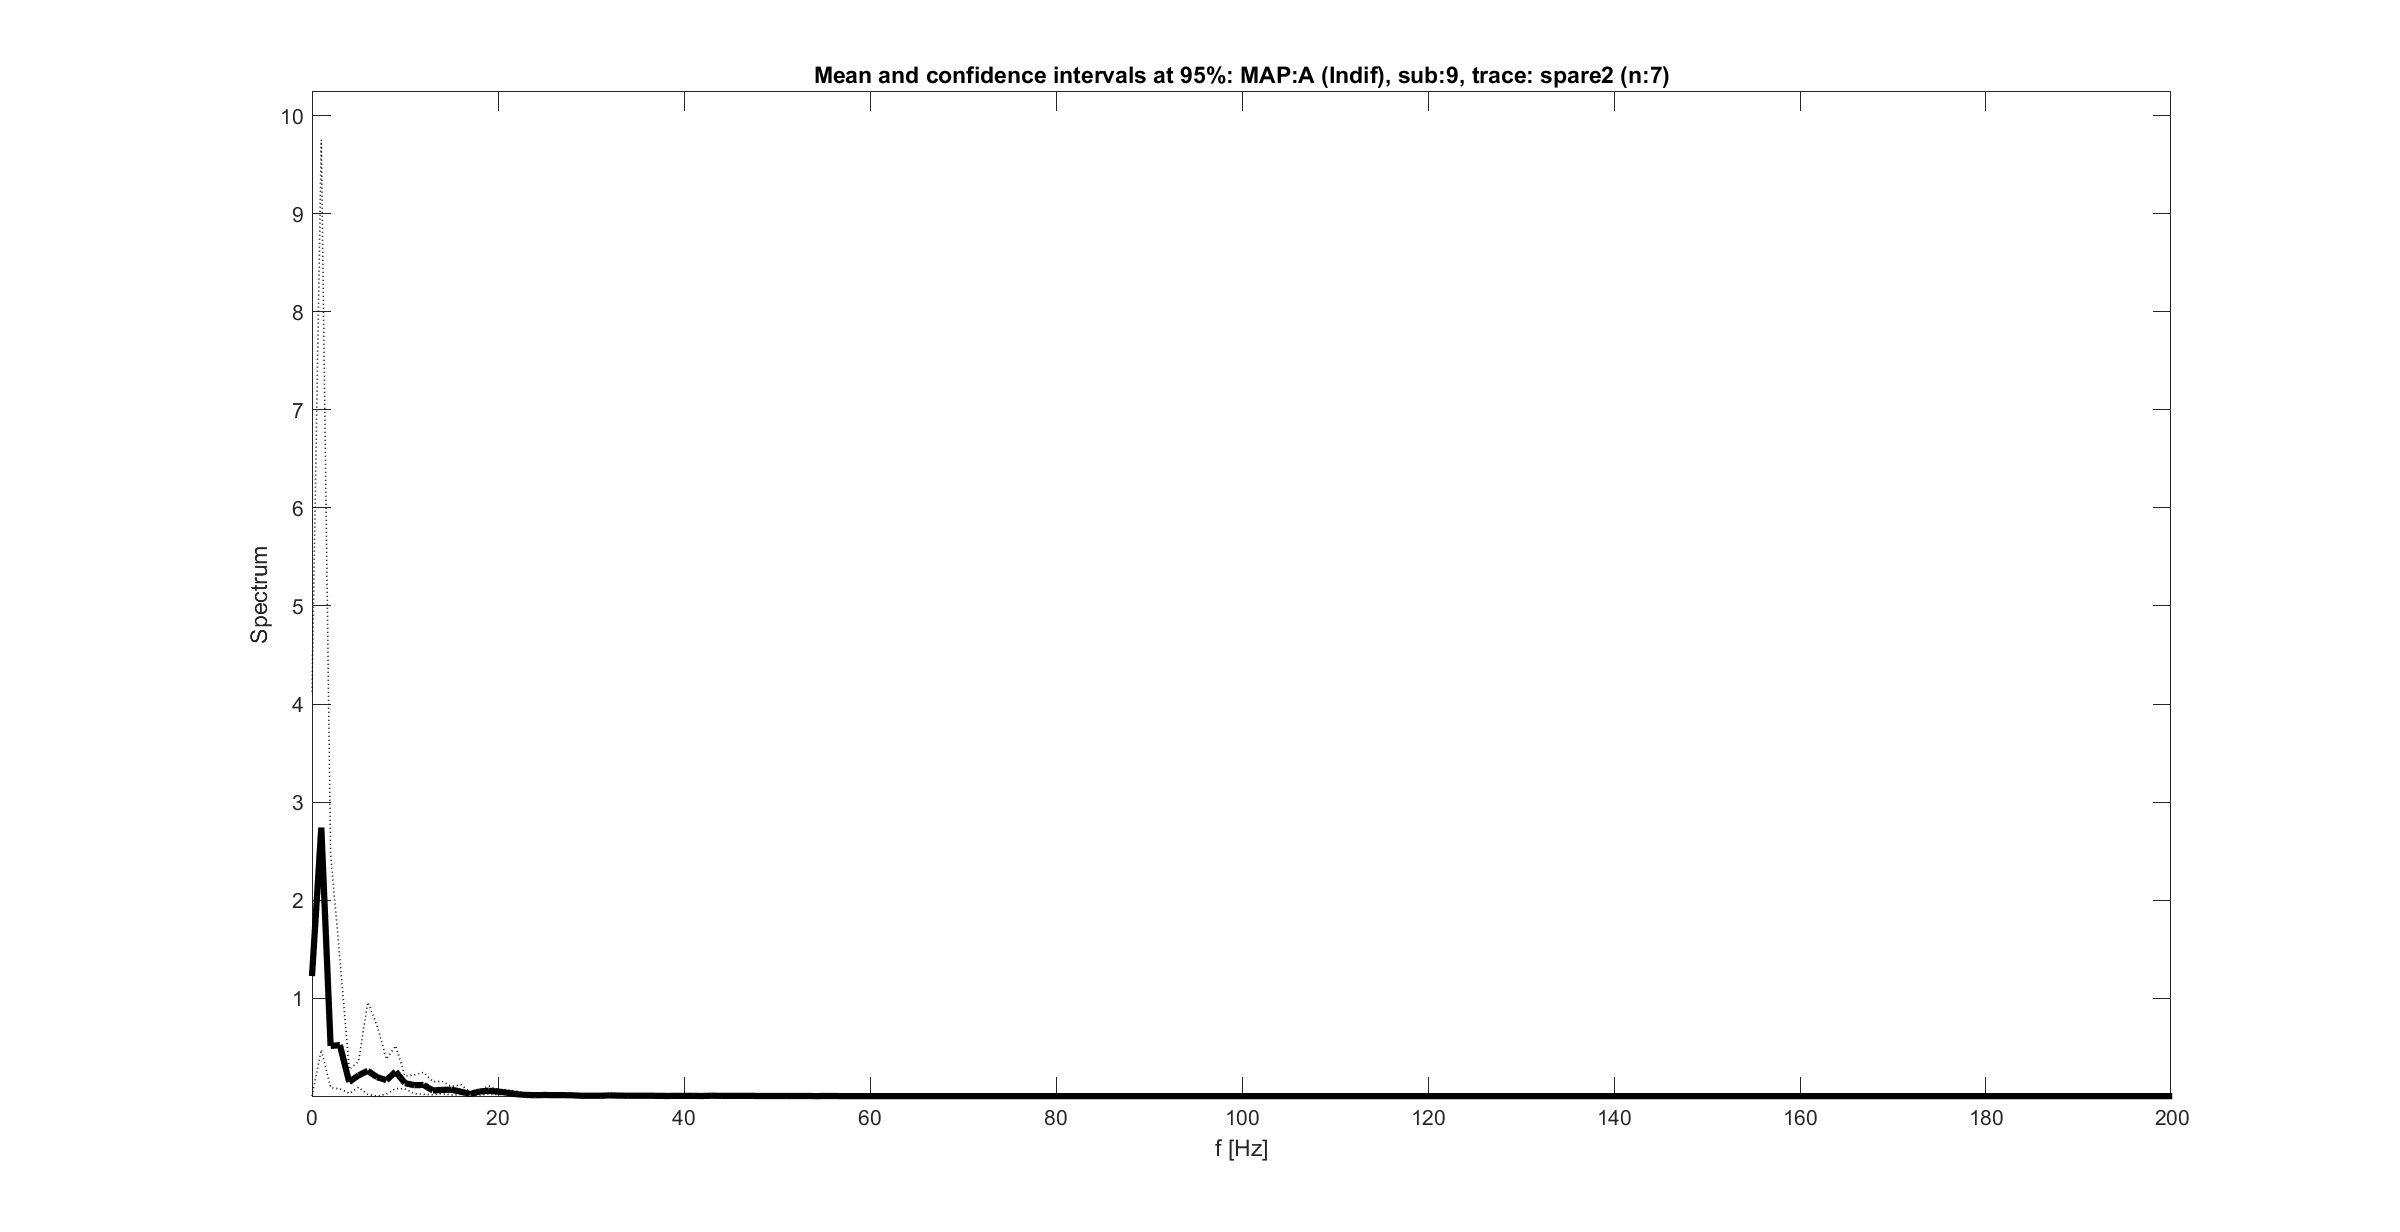 Mean and confidence intervals at 95%: MAP:A (Indif), sub:9, trace: spare2 (n:7)
10
9
8
7
6
5
4
3
2
1
Spectrum
0 20 40 60 80 100 120 140 160 180 200
f [Hz]